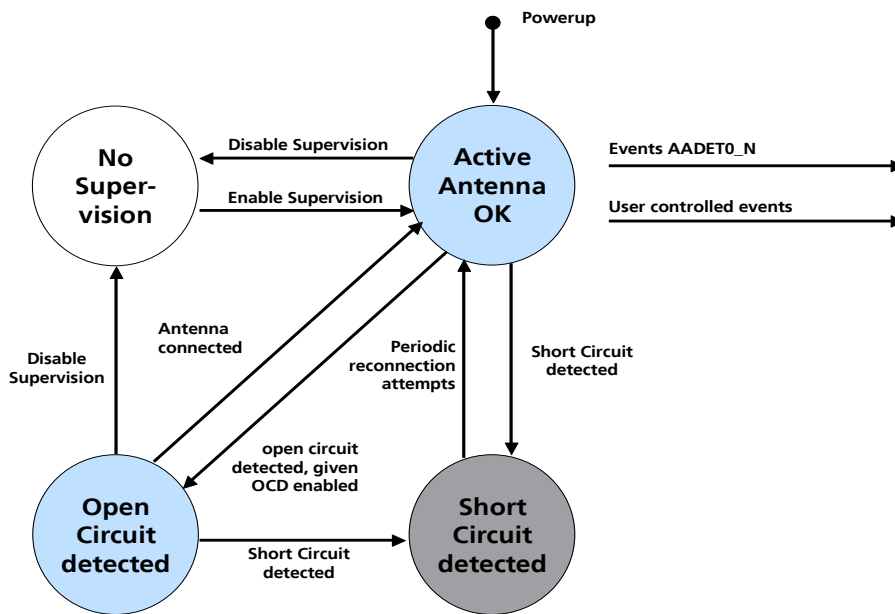 Powerup
No
Super-
vision
Disable Supervision
Enable Supervision
Active
Antenna
OK
Events AADET0_N
User controlled events
Disable
Supervision
Antenna
connected
Periodic
reconnection
attempts
Short Circuit
detected
open circuit
detected, given
OCD enabled
Open
Circuit
detected
Short Circuit
detected
Short
Circuit
detected